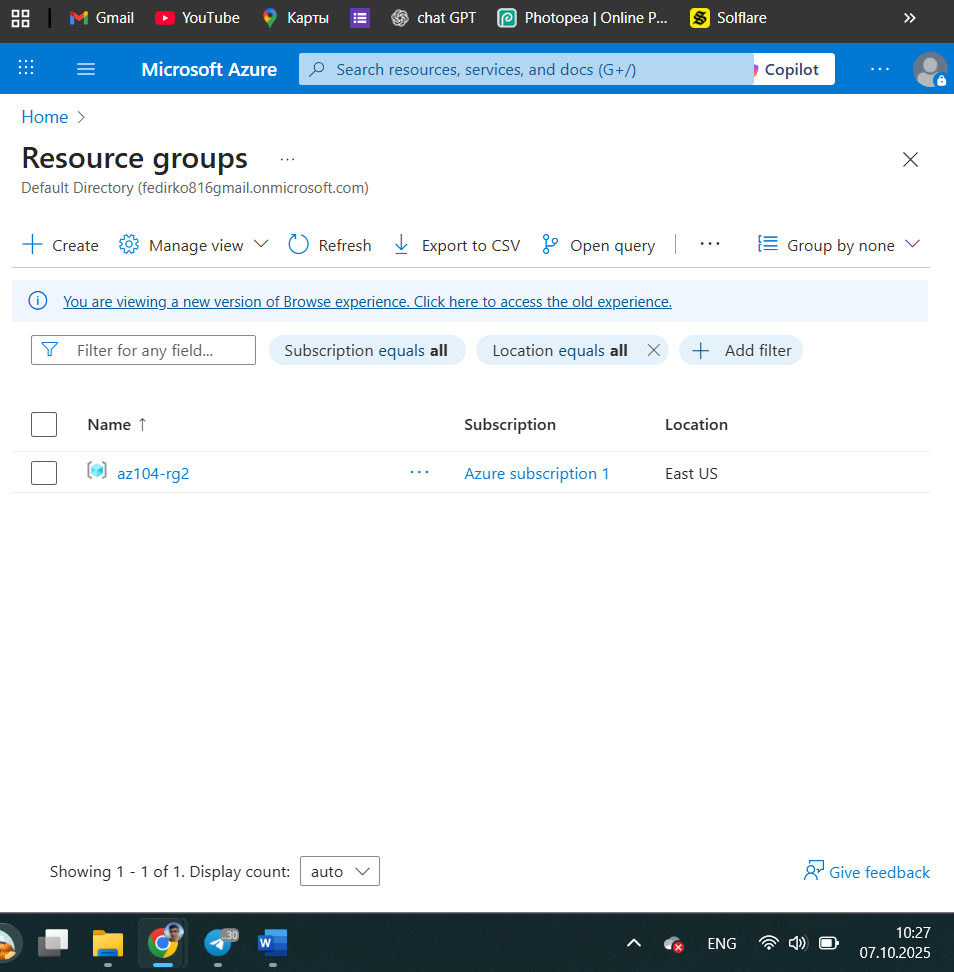 Gmail YouTube Карты chat GPT Photopea | Online P... Solflare »
Microsoft Azure Search resources, services, and docs (G+/) Copilot ...
Home >
Resource groups ...
Default Directory (fedirko816gmail.onmicrosoft.com)
Create Manage view Refresh Export to CSV Open query | ... Group by none
You are viewing a new version of Browse experience. Click here to access the old experience.
Filter for any field... Subscription equals all Location equals all Add filter
Name ↑ Subscription Location
az104-rg2 ... Azure subscription 1 East US
Showing 1 - 1 of 1. Display count: auto Give feedback
..30 W ENG 10:27
07.10.2025